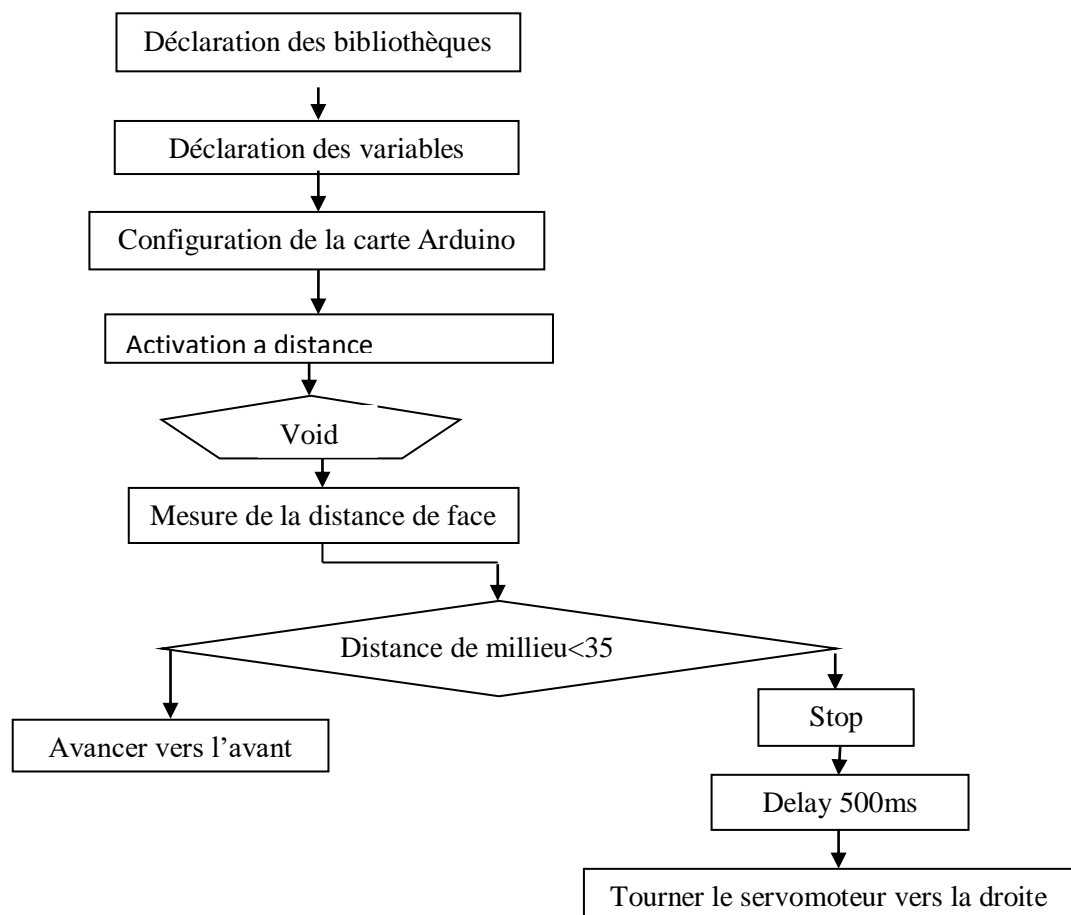 Déclaration des bibliothèques
Déclaration des variables
Configuration de la carte Arduino
Activation a distance
Void
Mesure de la distance de face
Distance de millieu<35
Stop
Avancer vers l’avant
Delay 500ms
Tourner le servomoteur vers la droite